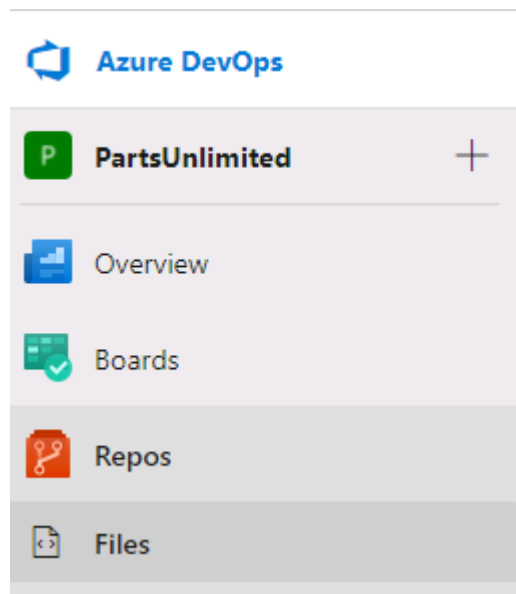 Azure DevOps
P PartsUnlimited
Overview
Boards
Repos
Files